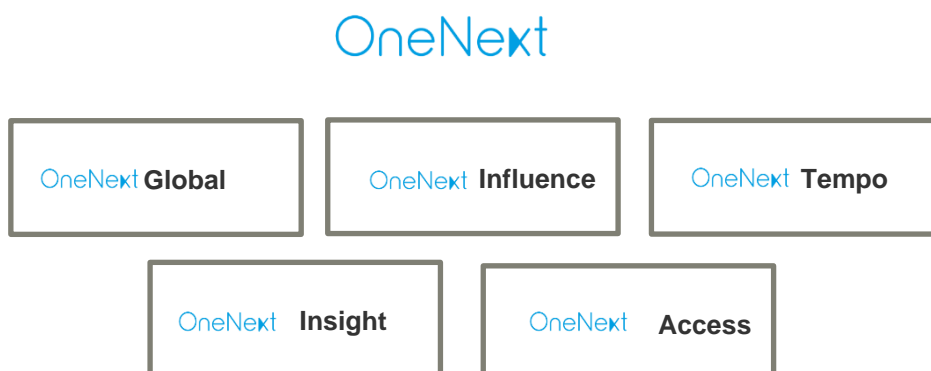 OneNext
OneNext Global
OneNext Influence
OneNext Tempo
OneNext Insight
OneNext Access